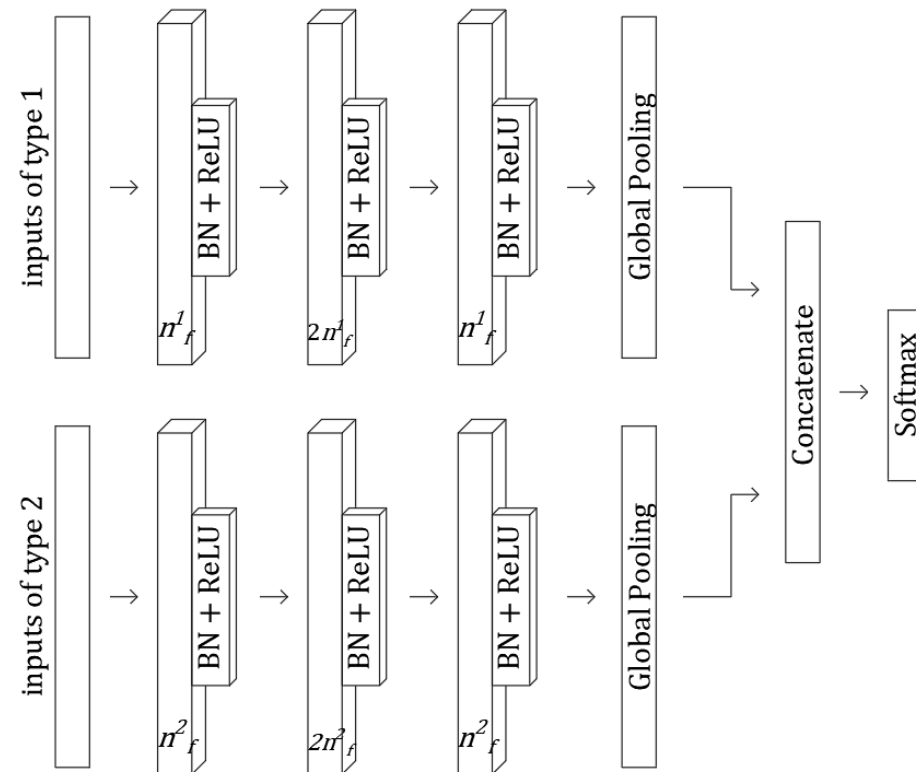 inputs of type 1
n¹f
BN + ReLU
2n¹f
BN + ReLU
n¹f
BN + ReLU
Global Pooling
inputs of type 2
n²f
BN + ReLU
2n²f
BN + ReLU
n²f
BN + ReLU
Global Pooling
Concatenate
Softmax